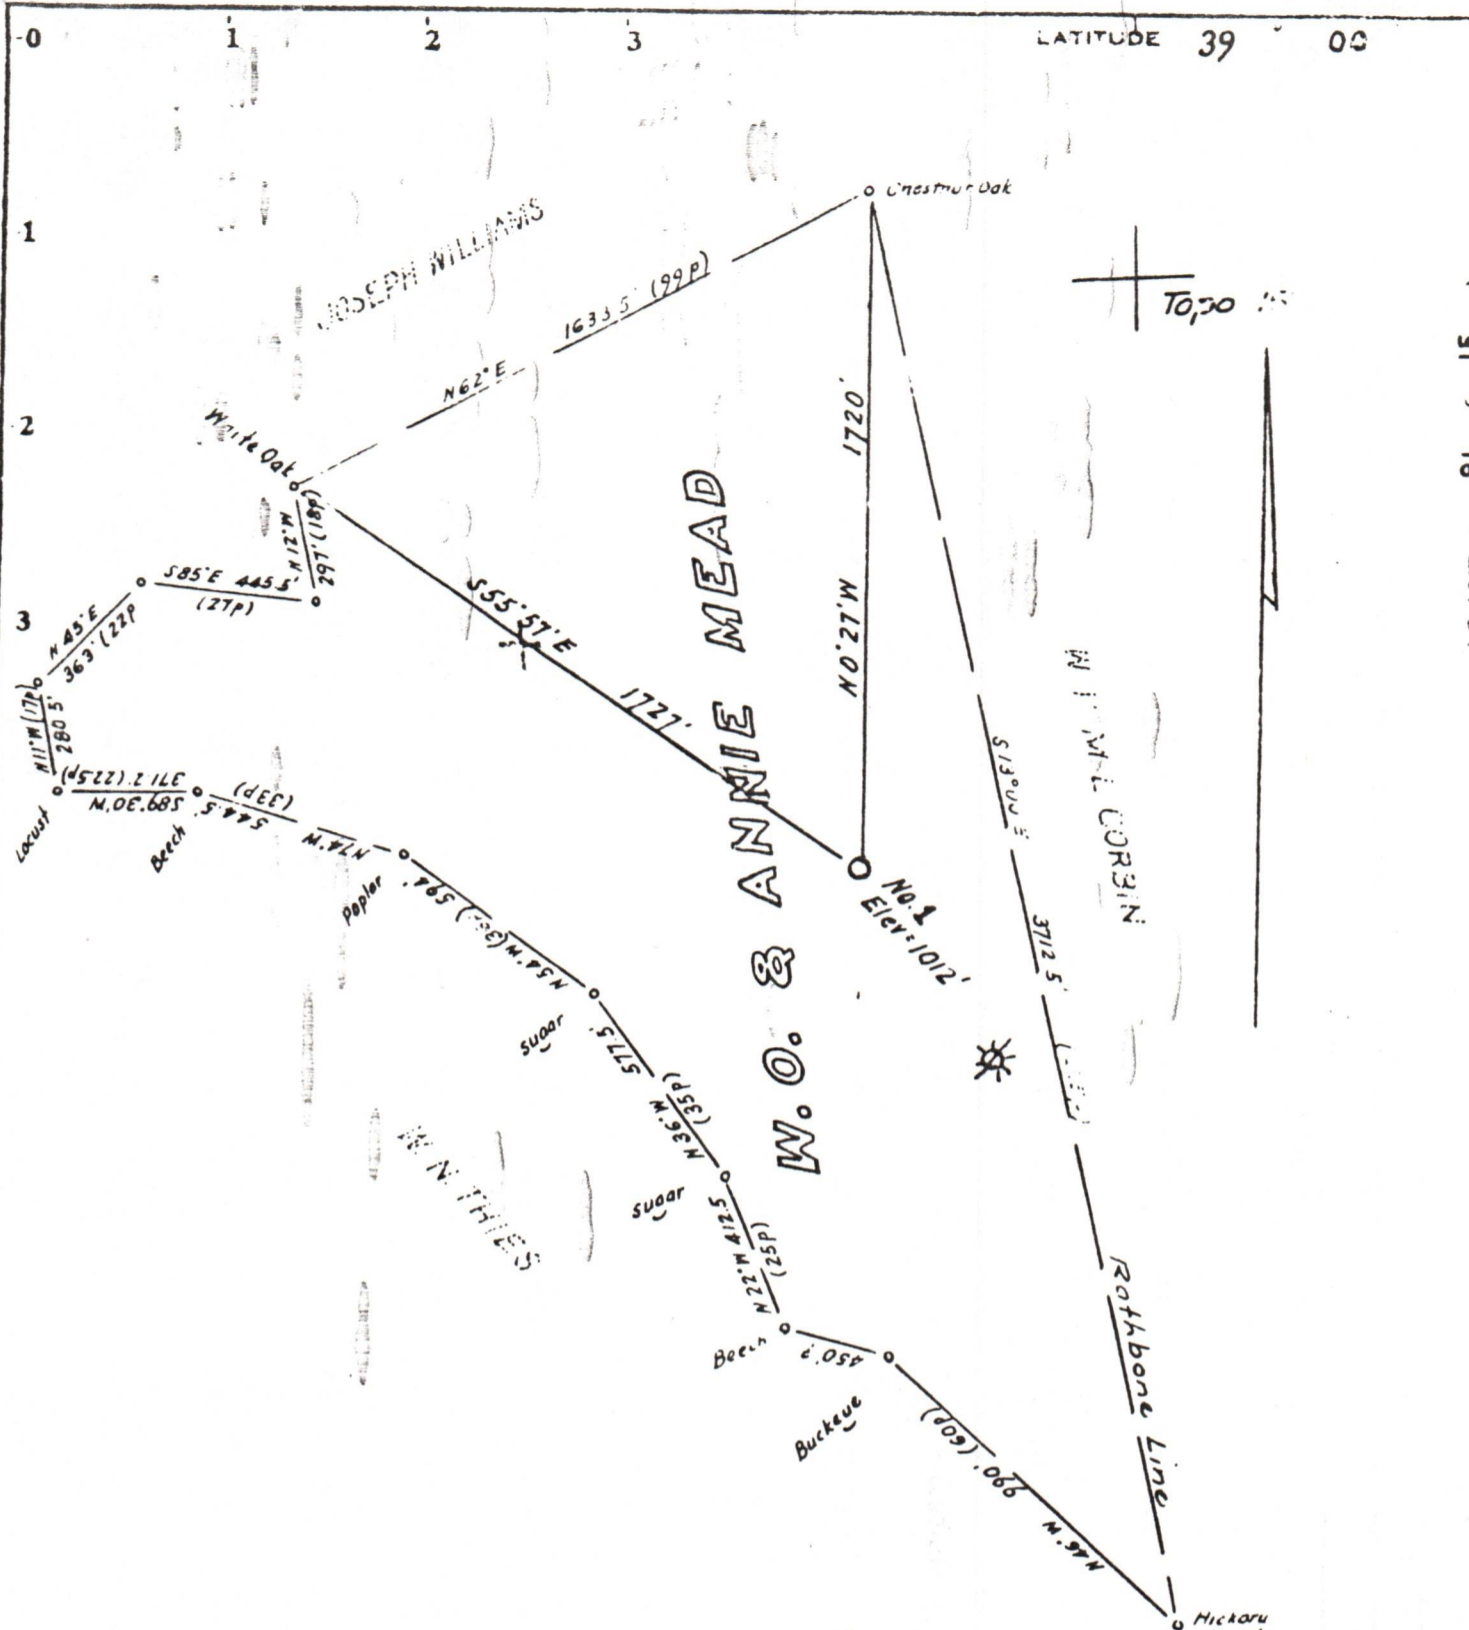 0 1 2 3
LATITUDE 39 00
1
2
3
15
Chestnut Oak
JOSEPH WILLIAMS
1633.5' (99P)
N62°E
White Oak
N12°W
297' (18P)
S85°E 445.5'
(27P)
N 45°E
363' (22P
N11°W (17P)
280.5'
S89°30'W
371.2' (22.5P)
Locust
Beech
544.5'
(33P)
N74°W
Poplar
594'
N54°W (36P)
Sugar
577.5'
N36°W
(35P)
Sugar
N22°W 412.5
(25P)
Beech
450'?
Buckeye
990' (60P)
N46°W
Hickory
S55°57'E
1727'
1720'
N0°27'W
No. 1
Elev = 1012'
W. O. & ANNIE MEAD
S13°00'E
3712.5'
CORBIN
Rathbone Line
W. N. THIES
Topo